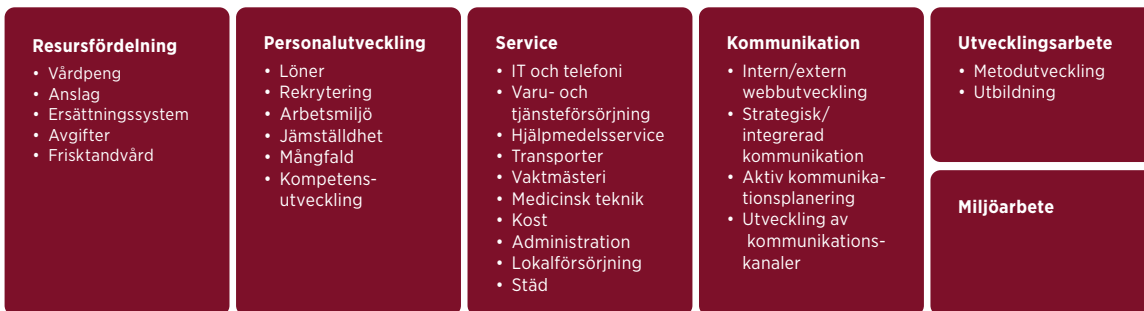 Resursfördelning
• Vårdpeng
• Anslag
• Ersättningssystem
• Avgifter
• Frisktandvård
Personalutveckling
• Löner
• Rekrytering
• Arbetsmiljö
• Jämställdhet
• Mångfald
• Kompetens-
utveckling
Service
• IT och telefoni
• Varu- och
tjänsteförsörjning
• Hjälpmedelsservice
• Transporter
• Vaktmästeri
• Medicinsk teknik
• Kost
• Administration
• Lokalförsörjning
• Städ
Kommunikation
• Intern/extern
webbutveckling
• Strategisk/
integrerad
kommunikation
• Aktiv kommunika-
tionsplanering
• Utveckling av
kommunikations-
kanaler
Utvecklingsarbete
• Metodutveckling
• Utbildning
Miljöarbete